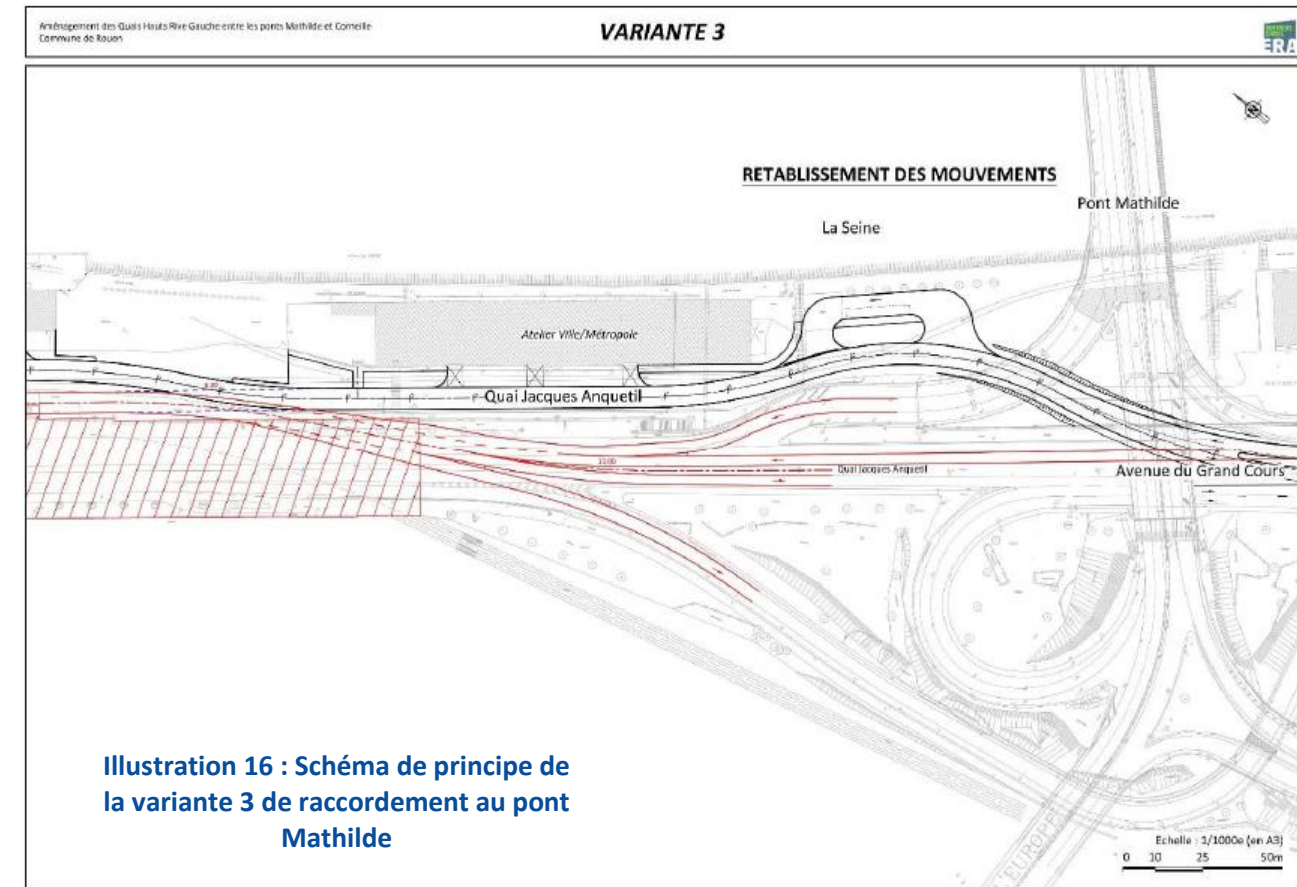 Aménagement des Quais Hauts Rive Gauche entre les ponts Mathilde et Corneille
Commune de Rouen
VARIANTE 3
ERA
RETABLISSEMENT DES MOUVEMENTS
Pont Mathilde
La Seine
Atelier Ville/Métropole
Quai Jacques Anquetil
Quai Jacques Anquetil
Avenue du Grand Cours
Illustration 16 : Schéma de principe de
la variante 3 de raccordement au pont
Mathilde
L'EUROPE
Echelle : 1/1000e (en A3)
0 10 25 50m